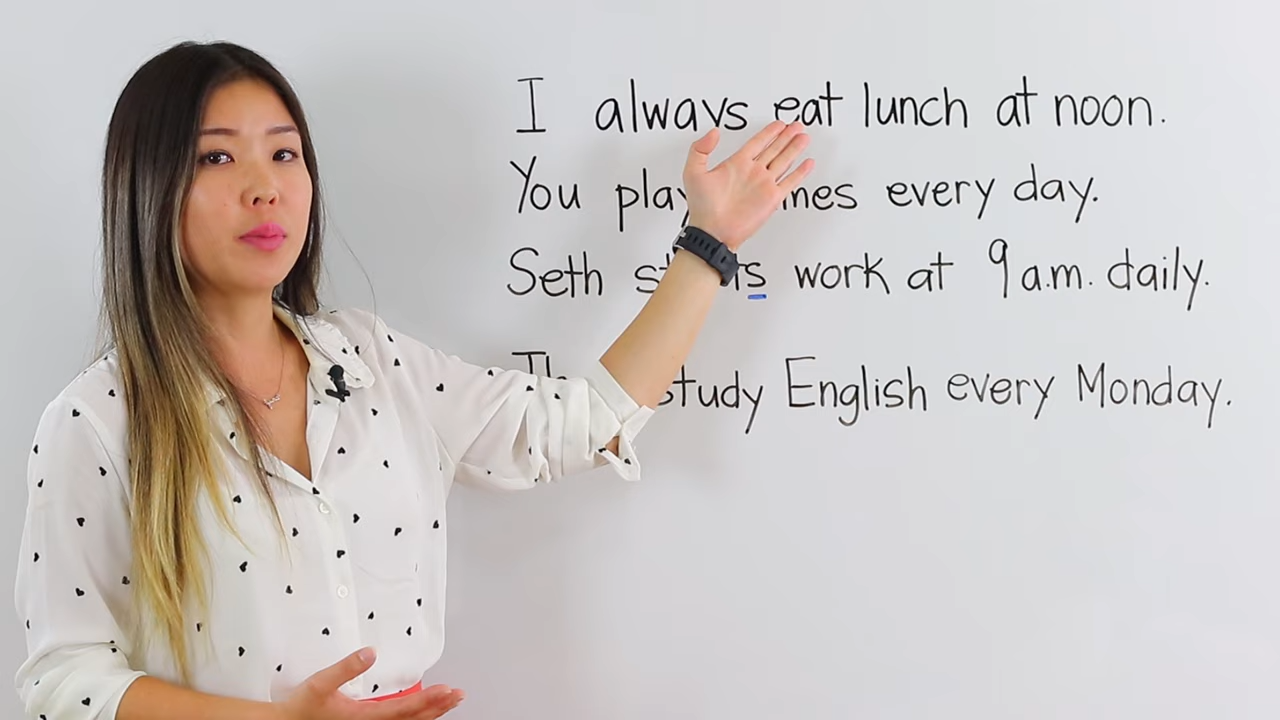 I always eat lunch at noon.
You play every day.
Seth work at 9 a.m. daily.
study English every Monday.